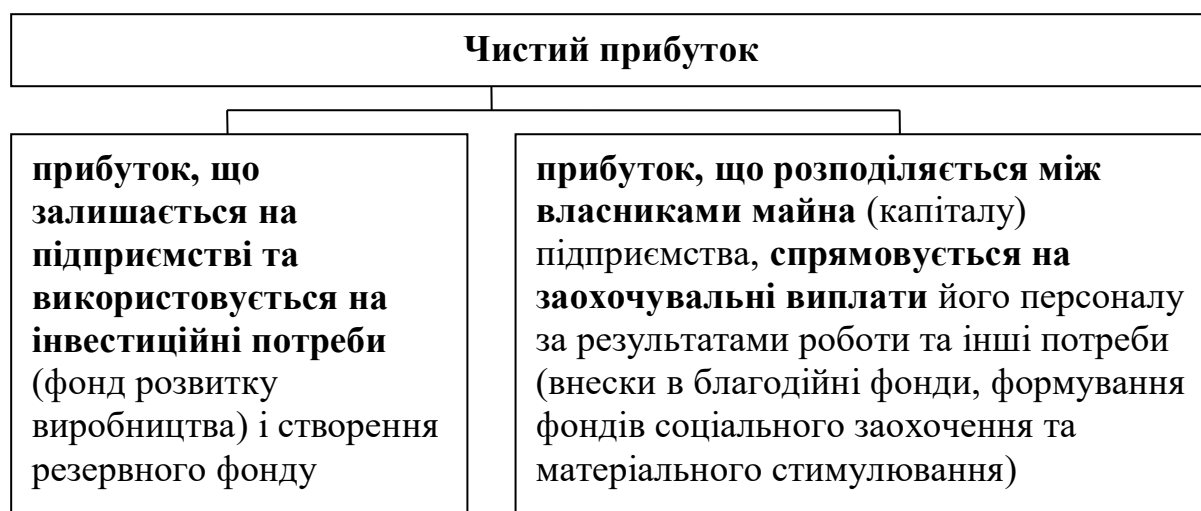 Чистий прибуток
прибуток, що
залишається на
підприємстві та
використовується на
інвестиційні потреби
(фонд розвитку
виробництва) і створення
резервного фонду
прибуток, що розподіляється між
власниками майна (капіталу)
підприємства, спрямовується на
заохочувальні виплати його персоналу
за результатами роботи та інші потреби
(внески в благодійні фонди, формування
фондів соціального заохочення та
матеріального стимулювання)